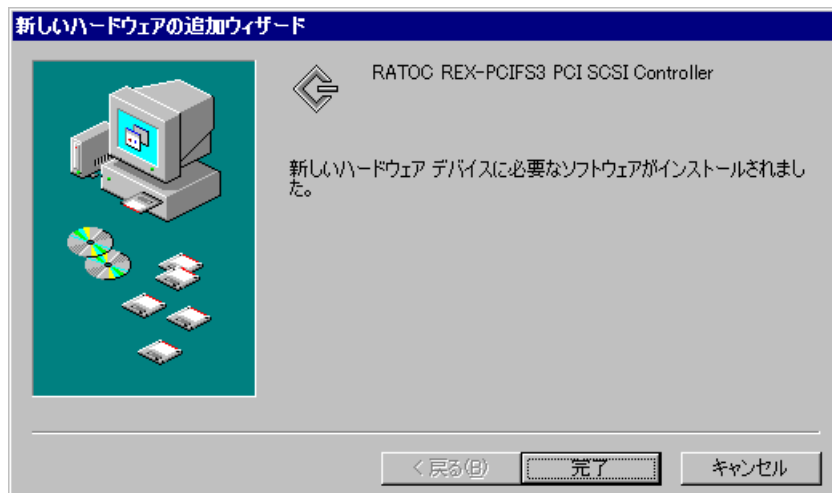 新しいハードウェアの追加ウィザード
RATOC REX-PCIFS3 PCI SCSI Controller
新しいハードウェア デバイスに必要なソフトウェアがインストールされまし
た。
< 戻る(B)
完了
キャンセル